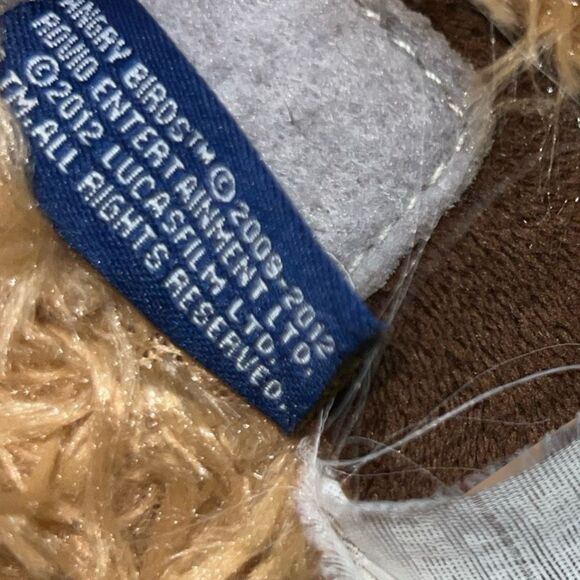 ANGRY BIRDS™ © 2009-2012
ROVIO ENTERTAINMENT LTD.
©2012 LUCASFILM LTD.
™ ALL RIGHTS RESERVED.